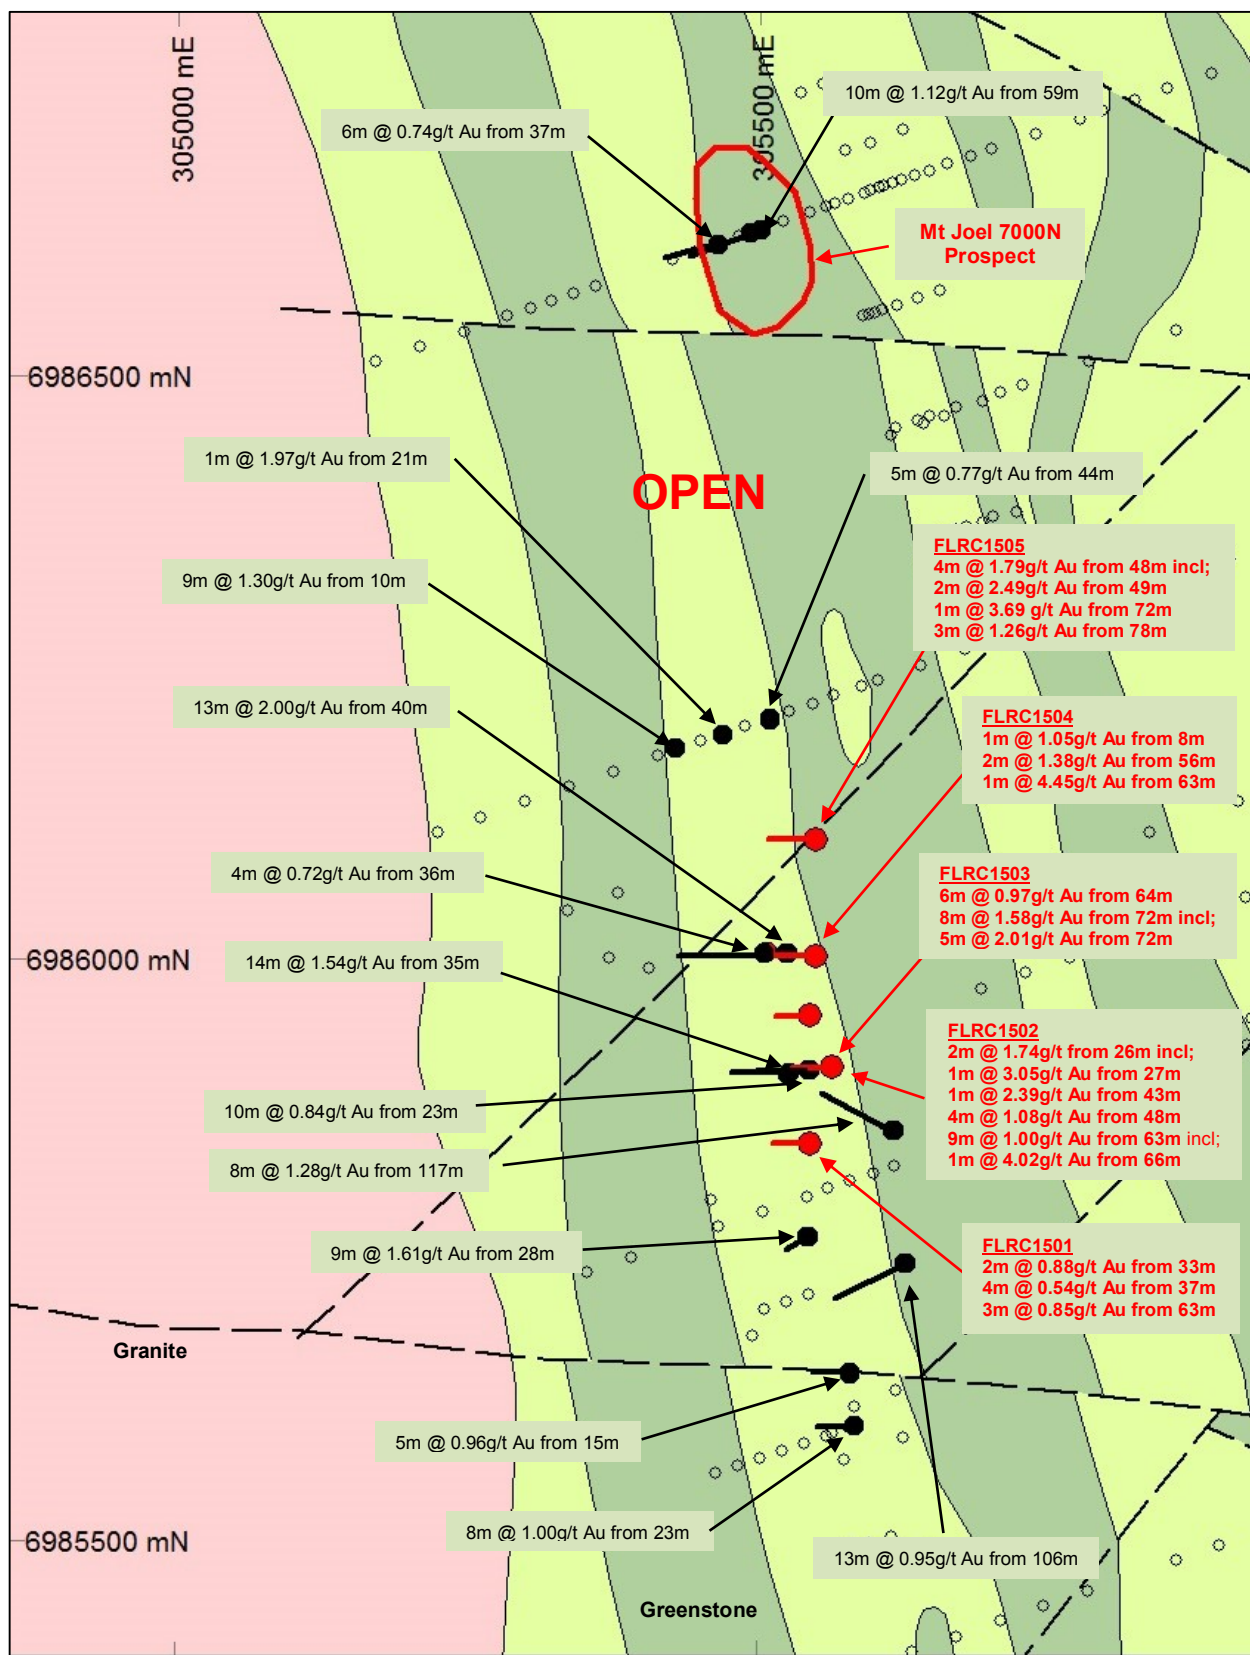 305000 mE
305500 mE
10m @ 1.12g/t Au from 59m
6m @ 0.74g/t Au from 37m
Mt Joel 7000N
Prospect
6986500 mN
1m @ 1.97g/t Au from 21m
OPEN
5m @ 0.77g/t Au from 44m
FLRC1505
4m @ 1.79g/t Au from 48m incl;
2m @ 2.49g/t Au from 49m
1m @ 3.69 g/t Au from 72m
3m @ 1.26g/t Au from 78m
9m @ 1.30g/t Au from 10m
13m @ 2.00g/t Au from 40m
FLRC1504
1m @ 1.05g/t Au from 8m
2m @ 1.38g/t Au from 56m
1m @ 4.45g/t Au from 63m
4m @ 0.72g/t Au from 36m
FLRC1503
6m @ 0.97g/t Au from 64m
8m @ 1.58g/t Au from 72m incl;
5m @ 2.01g/t Au from 72m
6986000 mN
14m @ 1.54g/t Au from 35m
FLRC1502
2m @ 1.74g/t from 26m incl;
1m @ 3.05g/t Au from 27m
1m @ 2.39g/t Au from 43m
4m @ 1.08g/t Au from 48m
9m @ 1.00g/t Au from 63m incl;
1m @ 4.02g/t Au from 66m
10m @ 0.84g/t Au from 23m
8m @ 1.28g/t Au from 117m
9m @ 1.61g/t Au from 28m
FLRC1501
2m @ 0.88g/t Au from 33m
4m @ 0.54g/t Au from 37m
3m @ 0.85g/t Au from 63m
Granite
5m @ 0.96g/t Au from 15m
8m @ 1.00g/t Au from 23m
6985500 mN
13m @ 0.95g/t Au from 106m
Greenstone